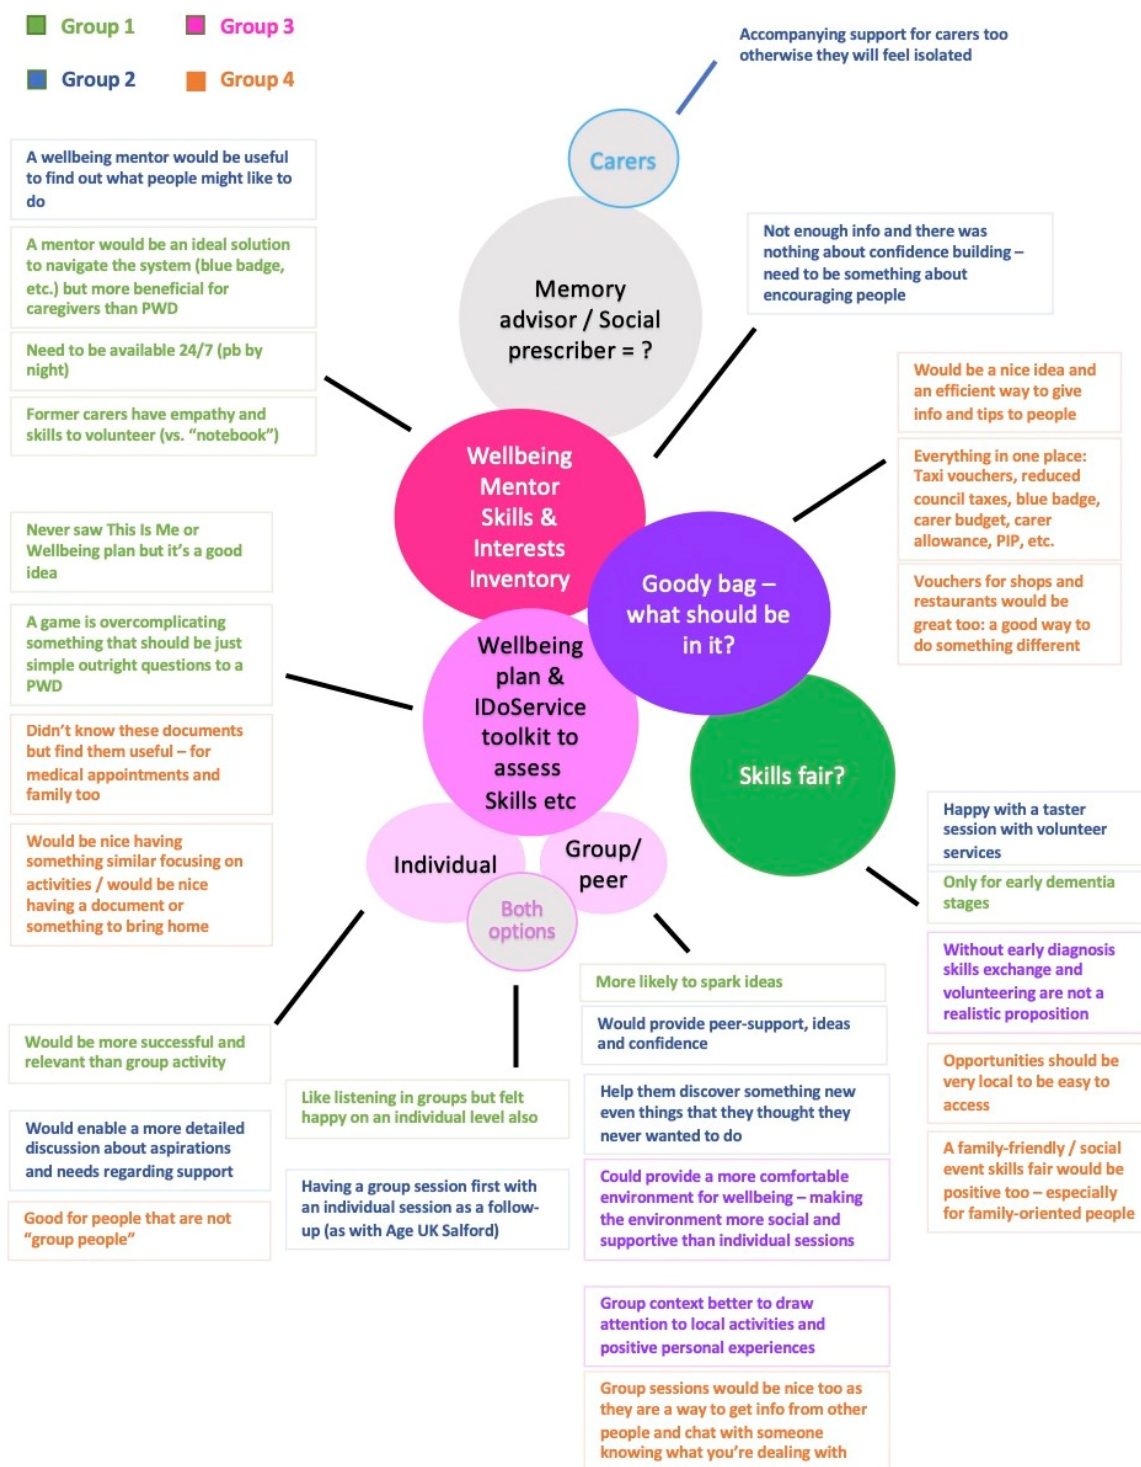 Group 1
Group 3
Group 2
Group 4
Accompanying support for carers too
otherwise they will feel isolated
Carers
A wellbeing mentor would be useful
to find out what people might like to
do
A mentor would be an ideal solution
to navigate the system (blue badge,
etc.) but more beneficial for
caregivers than PWD
Need to be available 24/7 (pb by
night)
Former carers have empathy and
skills to volunteer (vs. “notebook”)
Memory
advisor / Social
prescriber = ?
Not enough info and there was
nothing about confidence building –
need to be something about
encouraging people
Wellbeing
Mentor
Skills &
Interests
Inventory
Would be a nice idea and
an efficient way to give
info and tips to people
Everything in one place:
Taxi vouchers, reduced
council taxes, blue badge,
carer budget, carer
allowance, PIP, etc.
Vouchers for shops and
restaurants would be
great too: a good way to
do something different
Goody bag –
what should be
in it?
Never saw This Is Me or
Wellbeing plan but it’s a good
idea
A game is overcomplicating
something that should be just
simple outright questions to a
PWD
Didn’t know these documents
but find them useful – for
medical appointments and
family too
Would be nice having
something similar focusing on
activities / would be nice
having a document or
something to bring home
Wellbeing
plan &
IDoService
toolkit to
assess
Skills etc
Skills fair?
Individual
Group/
peer
Both
options
Happy with a taster
session with volunteer
services
Only for early dementia
stages
Without early diagnosis
skills exchange and
volunteering are not a
realistic proposition
Opportunities should be
very local to be easy to
access
A family-friendly / social
event skills fair would be
positive too – especially
for family-oriented people
Would be more successful and
relevant than group activity
Would enable a more detailed
discussion about aspirations
and needs regarding support
Good for people that are not
“group people”
Like listening in groups but felt
happy on an individual level also
Having a group session first with
an individual session as a follow-
up (as with Age UK Salford)
More likely to spark ideas
Would provide peer-support, ideas
and confidence
Help them discover something new
even things that they thought they
never wanted to do
Could provide a more comfortable
environment for wellbeing – making
the environment more social and
supportive than individual sessions
Group context better to draw
attention to local activities and
positive personal experiences
Group sessions would be nice too as
they are a way to get info from other
people and chat with someone
knowing what you’re dealing with